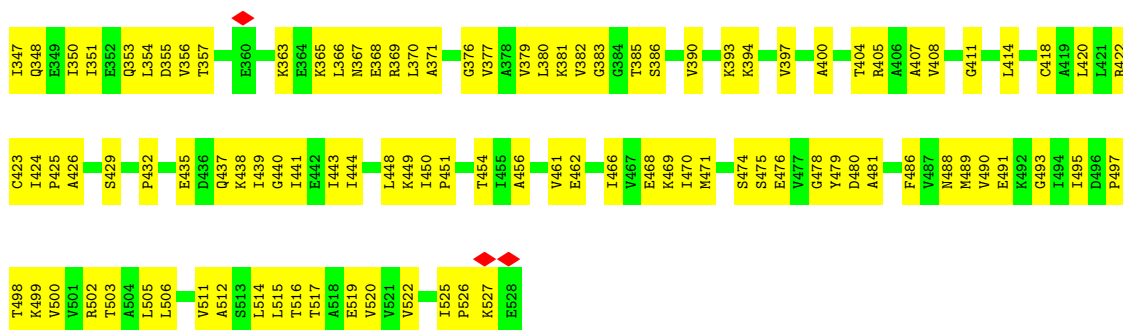 I347 Q348 E349 I350 I351 E352 Q353 L354 D355 V356 T357 E360 K363 E364 K365 L366 N367 E368 R369 L370 A371 G376 V377 A378 V379 L380 K381 V382 G383 G384 T385 S386 V390 K393 K394 V397 A400 T404 R405 A406 A407 V408 G411 L414 C418 A419 L420 L421 R422
C423 I424 P425 A426 S429 P432 E435 D436 Q437 K438 I439 G440 I441 E442 I443 I444 L448 K449 I450 P451 T454 I455 A456 V461 E462 I466 V467 E468 K469 I470 M471 S474 S475 E476 V477 G478 Y479 D480 A481 F486 V487 N488 M489 V490 E491 K492 G493 I494 I495 D496 P497
T498 K499 V500 V501 R502 T503 A504 L505 L506 V511 A512 S513 L514 L515 T516 T517 A518 E519 V520 V521 V522 I525 P526 K527 E528